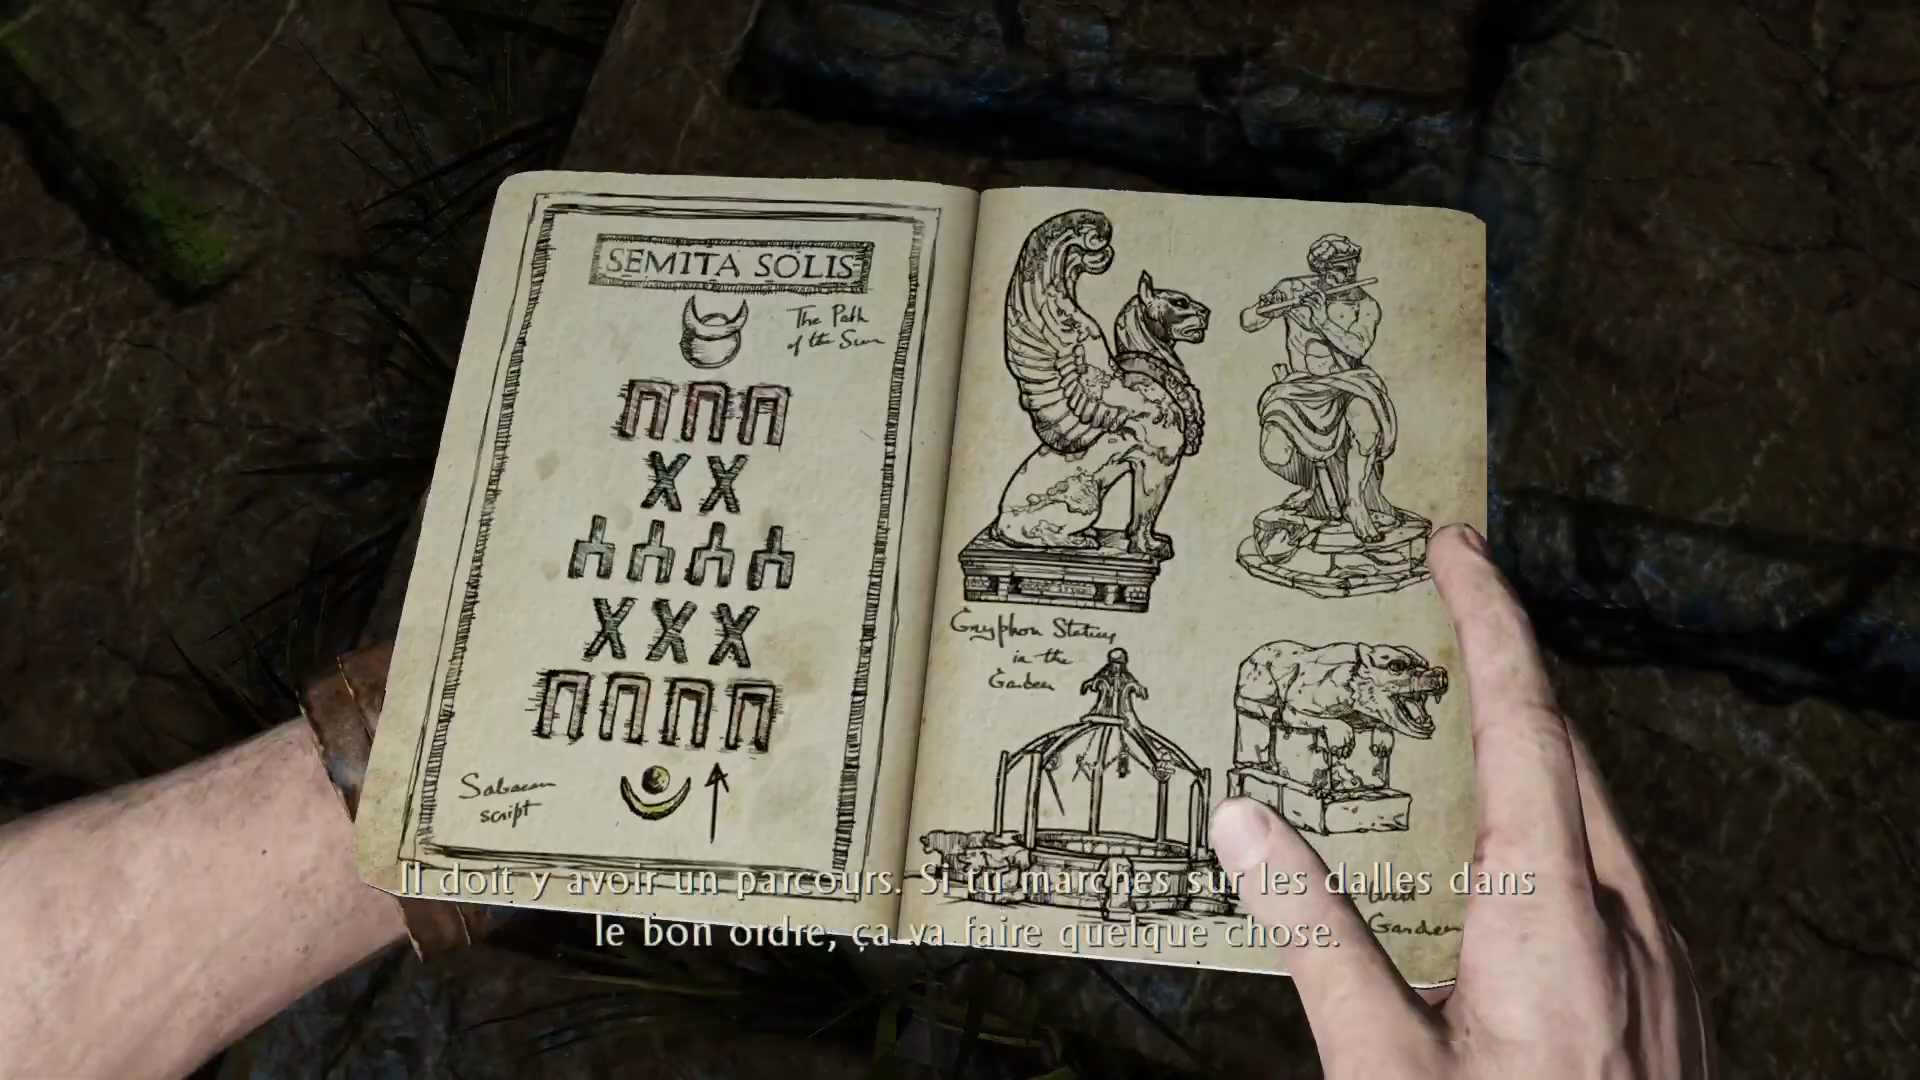 SEMITA SOLIS
The Path
of the Sun
Sabaean
script
Gryphon Statues
in the
Garden
Garden
Il doit y avoir un parcours. Si tu marches sur les dalles dans
le bon ordre, ça va faire quelque chose.